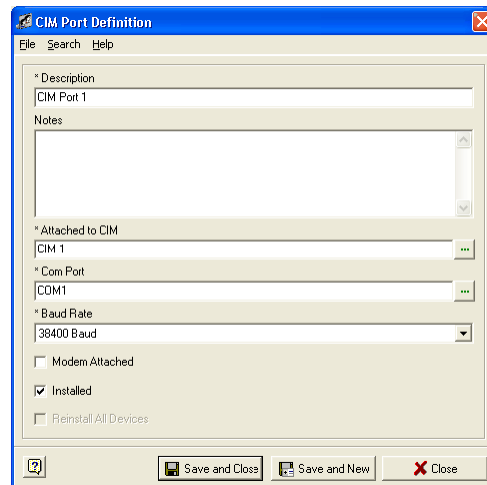 CIM Port Definition
File Search Help
* Description
CIM Port 1
Notes
* Attached to CIM
CIM 1
...
* Com Port
COM1
...
* Baud Rate
38400 Baud
Modem Attached
Installed
Reinstall All Devices
?
Save and Close
Save and New
Close